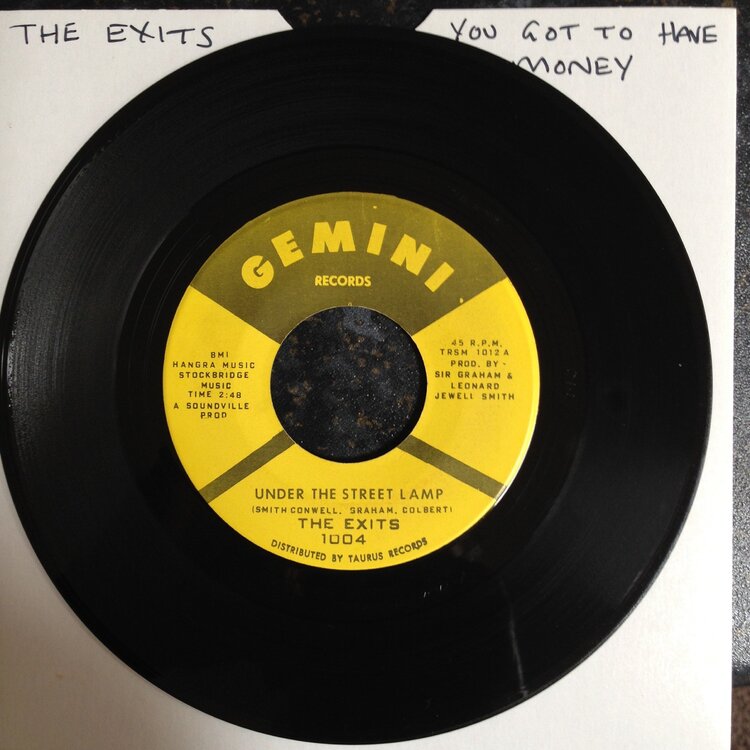 THE EXITS
YOU GOT TO HAVE
MONEY
GEMINI
RECORDS
BMI
HANGRA MUSIC
STOCKBRIDGE
MUSIC
TIME 2:48
A SOUNDVILLE
PROD
45 R.P.M.
TRSM 1012A
PROD. BY-
SIR GRAHAM &
LEONARD
JEWELL SMITH
UNDER THE STREET LAMP
(SMITH CONWELL, GRAHAM, COLBERT)
THE EXITS
1004
DISTRIBUTED BY TAURUS RECORDS